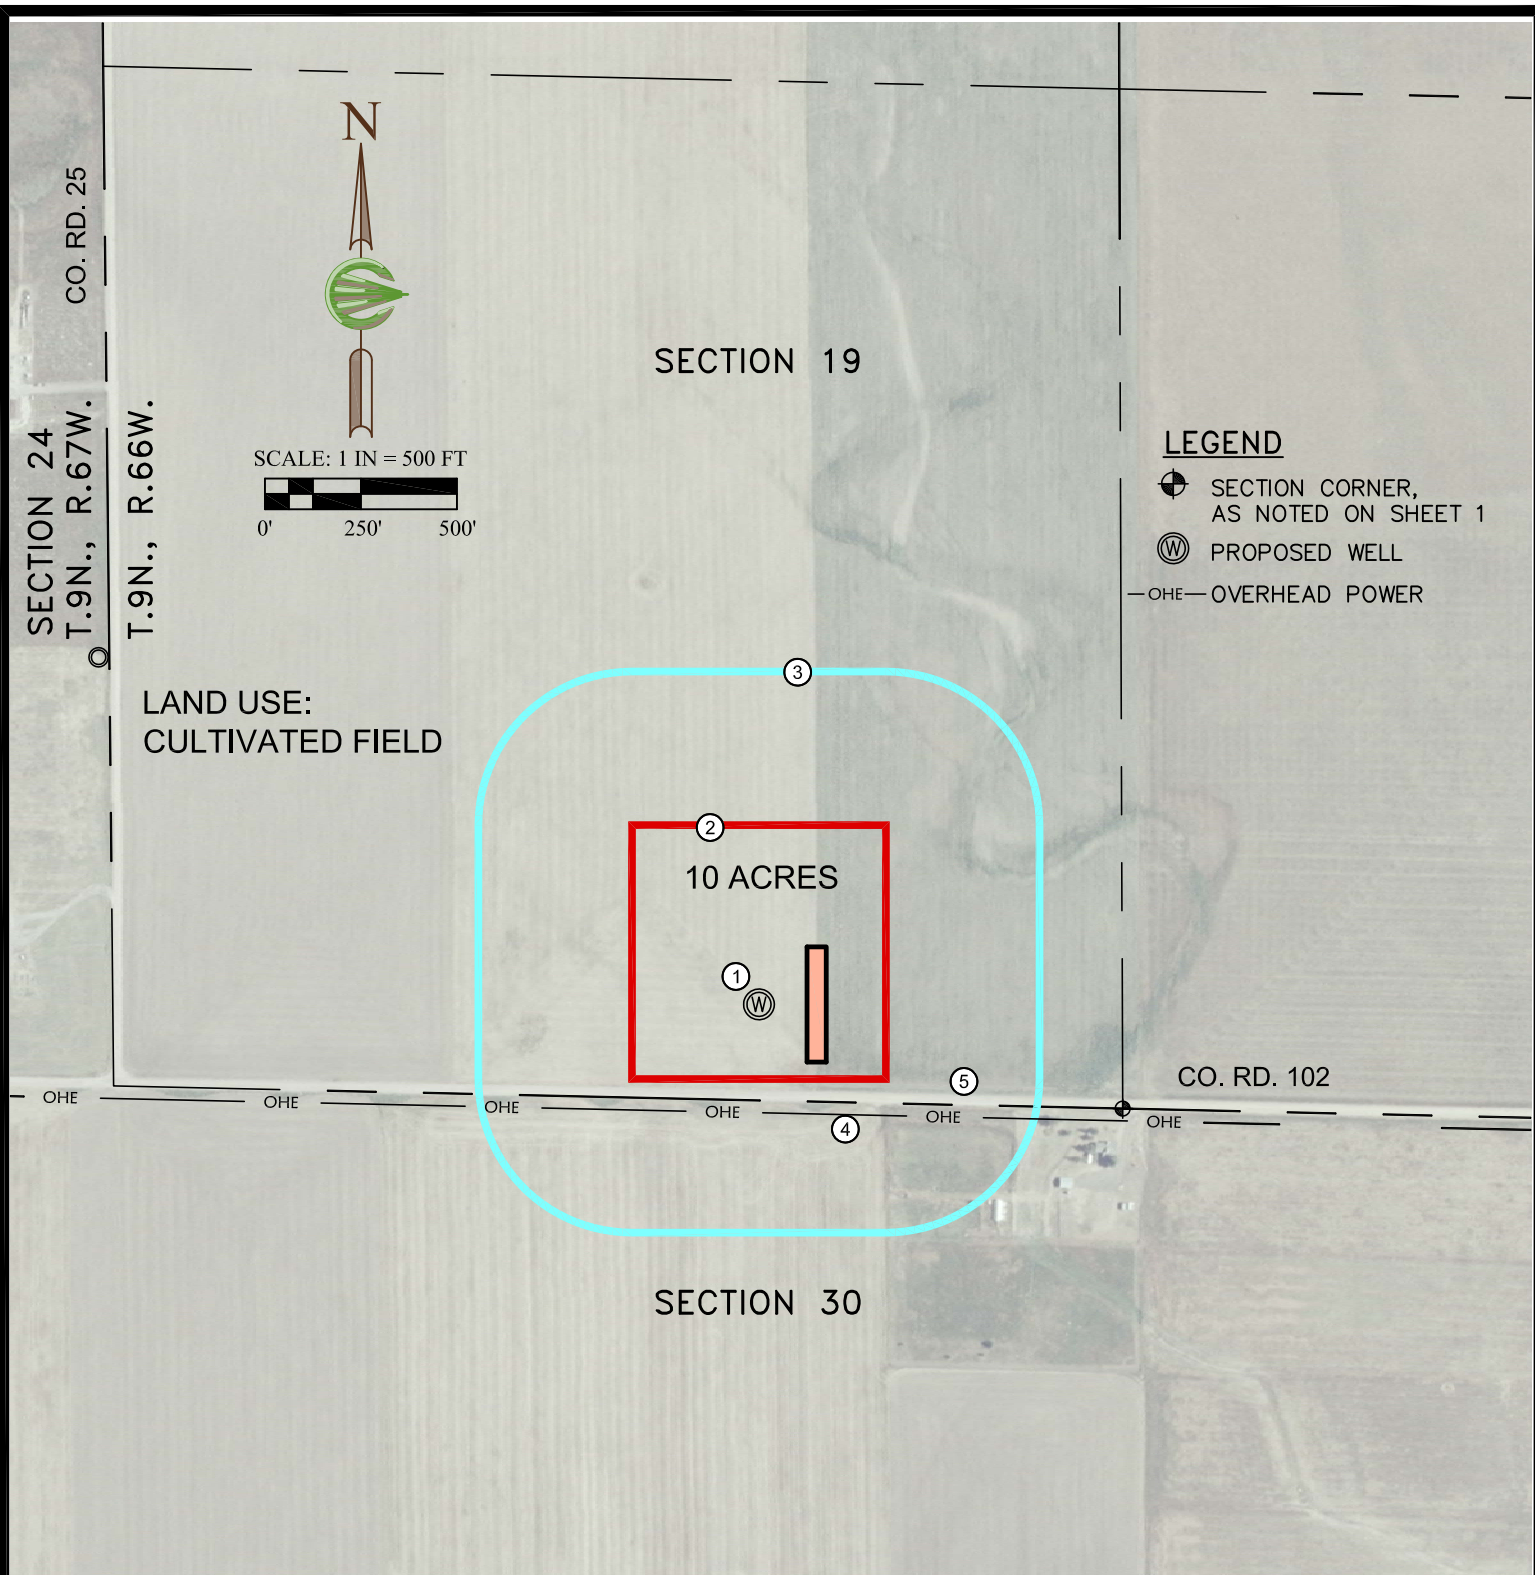 N
CO. RD. 25
SCALE: 1 IN = 500 FT
0' 250' 500'
SECTION 19
SECTION 24
T.9N., R.67W.
T.9N., R.66W.
LEGEND
SECTION CORNER,
AS NOTED ON SHEET 1
W PROPOSED WELL
OHE OVERHEAD POWER
LAND USE:
CULTIVATED FIELD
3
2
10 ACRES
1
W
5
CO. RD. 102
OHE OHE OHE OHE OHE OHE
4
SECTION 30